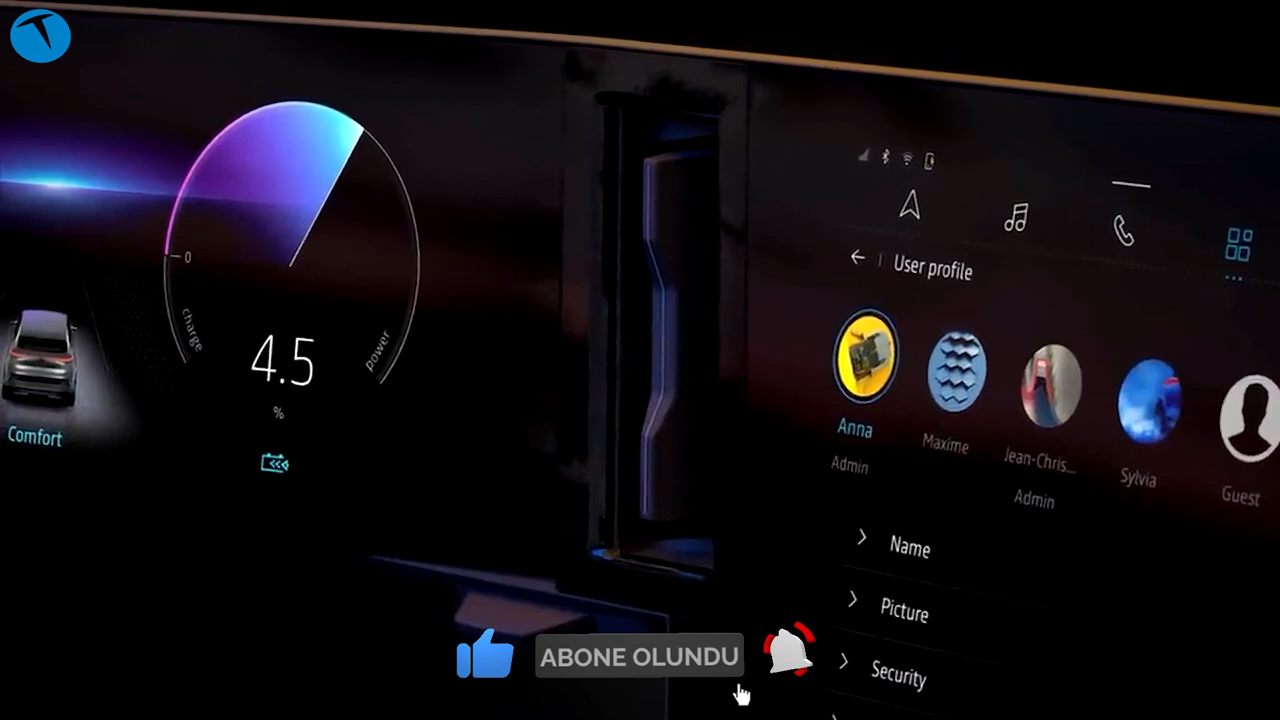 0
charge
power
4.5
%
Comfort
User profile
Anna
Admin
Maxime
Jean-Chris...
Admin
Sylvia
Guest
Name
Picture
Security
ABONE OLUNDU